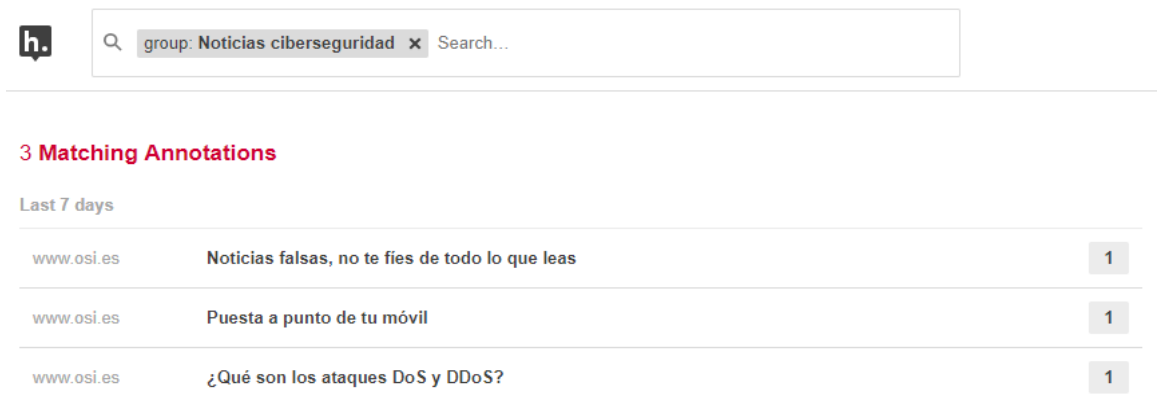 h.
group: Noticias ciberseguridad × Search...
3 Matching Annotations
Last 7 days
www.osi.es Noticias falsas, no te fíes de todo lo que leas 1
www.osi.es Puesta a punto de tu móvil 1
www.osi.es ¿Qué son los ataques DoS y DDoS? 1